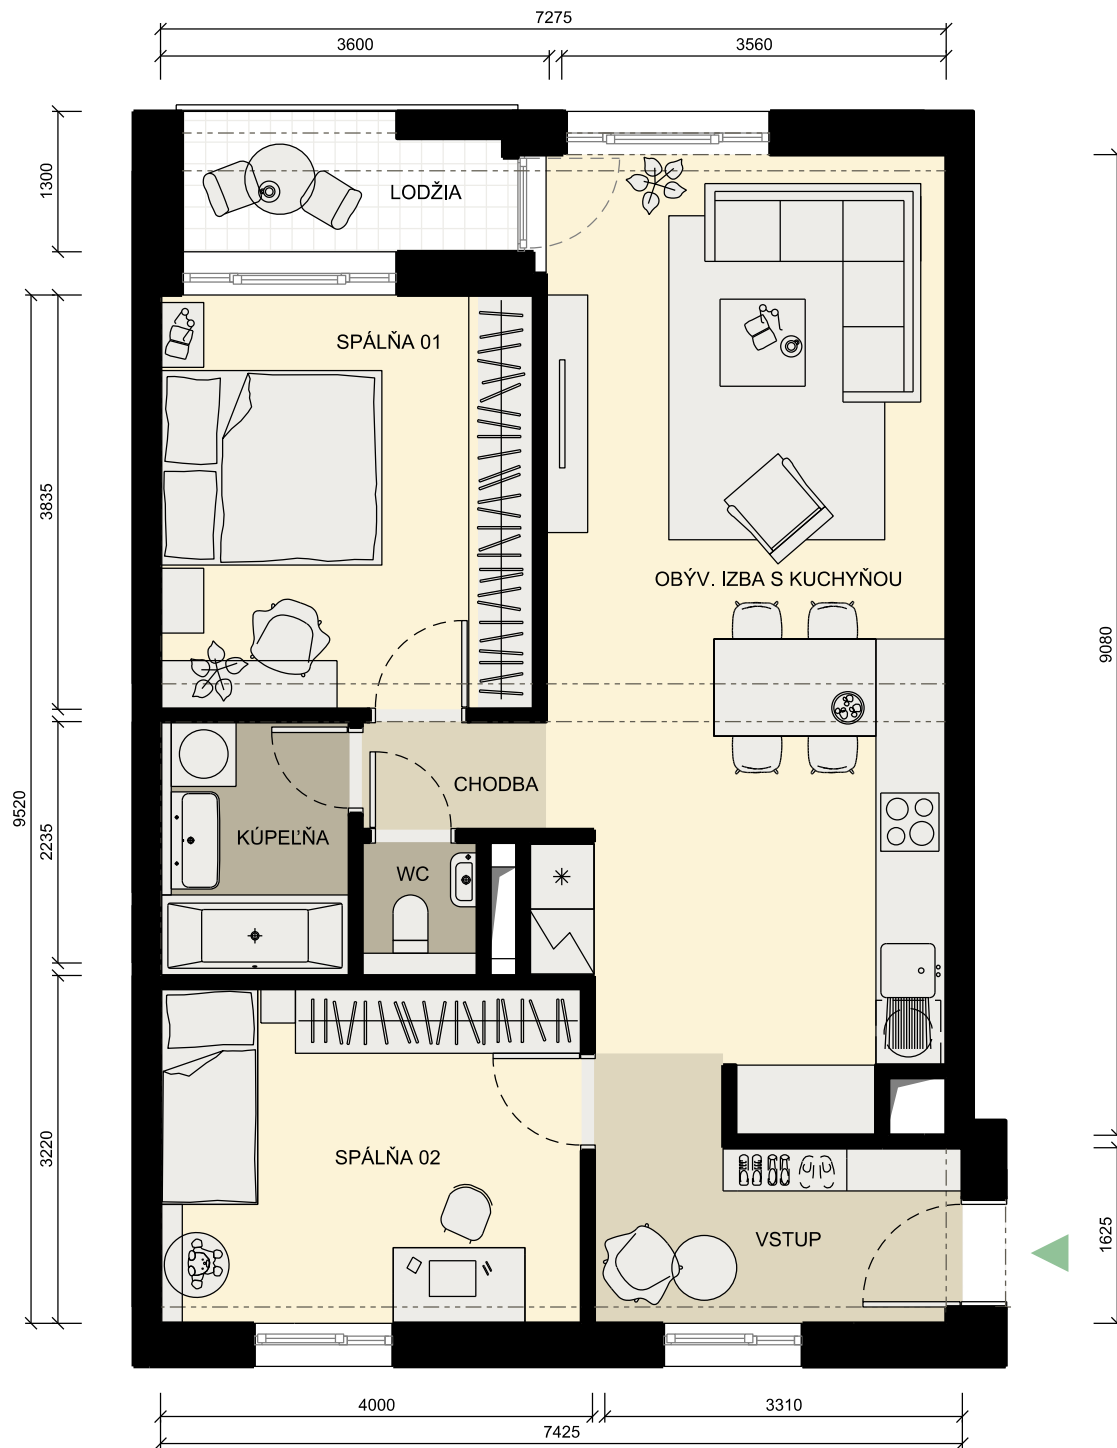 7275
3600
3560
1300
LODŽIA
SPÁLŇA 01
3835
OBÝV. IZBA S KUCHYŇOU
9080
CHODBA
9520
2235
KÚPEĽŇA
WC
SPÁLŇA 02
3220
VSTUP
1625
4000
3310
7425